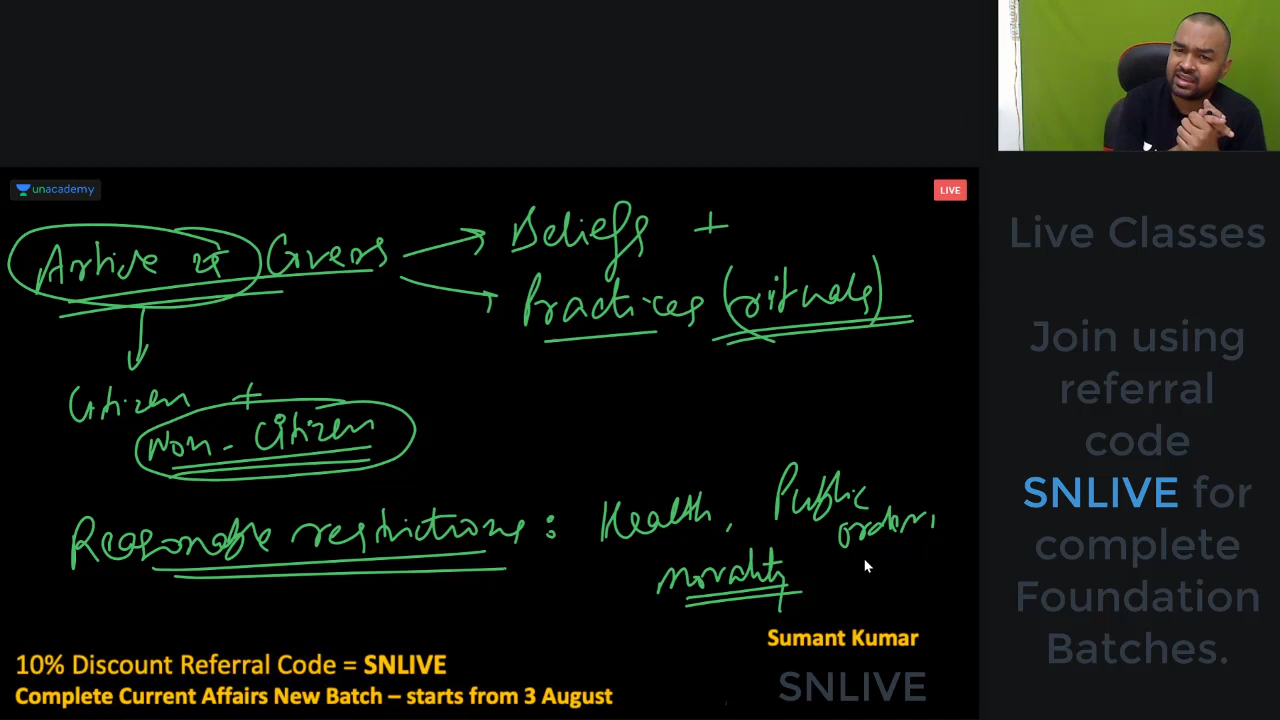 unacademy
LIVE
Article 25 Covers
Beliefs +
Practices (rituals)
Citizen +
Non-Citizen
Reasonable restrictions : Health, Public order,
morality
Sumant Kumar
SNLIVE
10% Discount Referral Code = SNLIVE
Complete Current Affairs New Batch – starts from 3 August
Live Classes
Join using
referral
code
SNLIVE for
complete
Foundation
Batches.